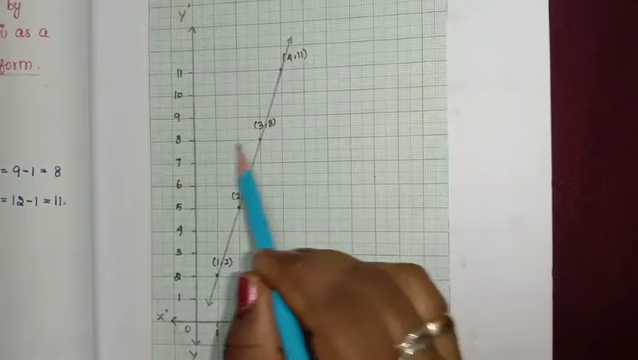 by
i) as a
form.
= 9-1 = 8
= 12-1 = 11.
Y'
(4,11)
11
10
9
(3,8)
8
7
6
(2,
5
4
3
(1,2)
2
1
X'
0
1
Y